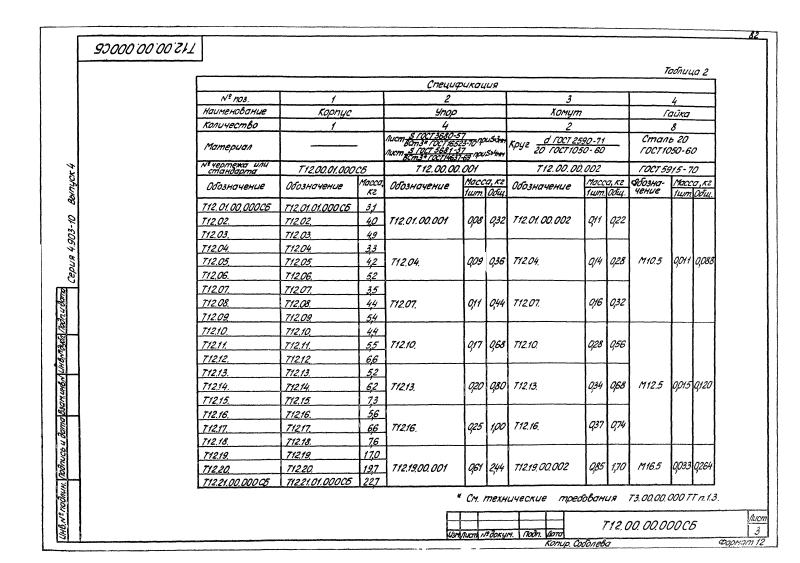 82
Т12.00.00.000СБ
Таблица 2
Спецификация
№ поз. 1 2 3 4
Наименование Корпус Упор Хомут Гайка
Количество 1 4 2 8
Материал — Лист S ГОСТ 3680-57 / ВСт3* ГОСТ 16523-70 при S≤3мм Лист S ГОСТ 5681-57 / ВСт3* ГОСТ 14637-69 при S≥4мм Круг d ГОСТ 2590-71 / 20 ГОСТ 1050-60 Сталь 20 ГОСТ 1050-60
№ чертежа или стандарта Т12.00.01.000СБ Т12.00.00.001 Т12.00.00.002 ГОСТ 5915-70
Обозначение Обозначение Масса, кг Обозначение Масса, кг 1шт. Общ. Обозначение Масса, кг 1шт. Общ. Обозначение Масса, кг 1шт. Общ.
Т12.01.00.000СБ Т12.01.01.000СБ 3,1
Т12.02. Т12.02. 4,0 Т12.01.00.001 0,08 0,32 Т12.01.00.002 0,11 0,22
Т12.03. Т12.03. 4,9
Т12.04. Т12.04 3,3
Т12.05. Т12.05. 4,2 Т12.04. 0,09 0,36 Т12.04. 0,14 0,28 М10.5 0,011 0,088
Т12.06. Т12.06. 5,2
Т12.07. Т12.07. 3,5
Т12.08. Т12.08. 4,4 Т12.07. 0,11 0,44 Т12.07. 0,16 0,32
Т12.09. Т12.09. 5,4
Т12.10. Т12.10. 4,4
Т12.11. Т12.11. 5,5 Т12.10. 0,17 0,68 Т12.10. 0,28 0,56
Т12.12. Т12.12 6,6
Т12.13. Т12.13. 5,2
Т12.14. Т12.14. 6,2 Т12.13. 0,20 0,80 Т12.13. 0,34 0,68 М12.5 0,015 0,120
Т12.15. Т12.15 7,3
Т12.16. Т12.16. 5,6
Т12.17. Т12.17. 6,6 Т12.16. 0,25 1,00 Т12.16. 0,37 0,74
Т12.18. Т12.18. 7,6
Т12.19. Т12.19. 17,0
Т12.20. Т12.20. 19,7 Т12.19.00.001 0,61 2,44 Т12.19.00.002 0,85 1,70 М16.5 0,033 0,264
Т12.21.00.000СБ Т12.21.01.000СБ 22,7
* См. технические требования Т3.00.00.000 ТТ п.1.3.
Изм. Лист № докум. Подп. Дата
Т12.00.00.000СБ
Лист
3
Копир. Соболева
Формат 12
Серия 4.903-10 Выпуск 4
Инв.№ подлин. Подпись и дата Взам.инв.№ Инв.№ дубл. Подп. и дата